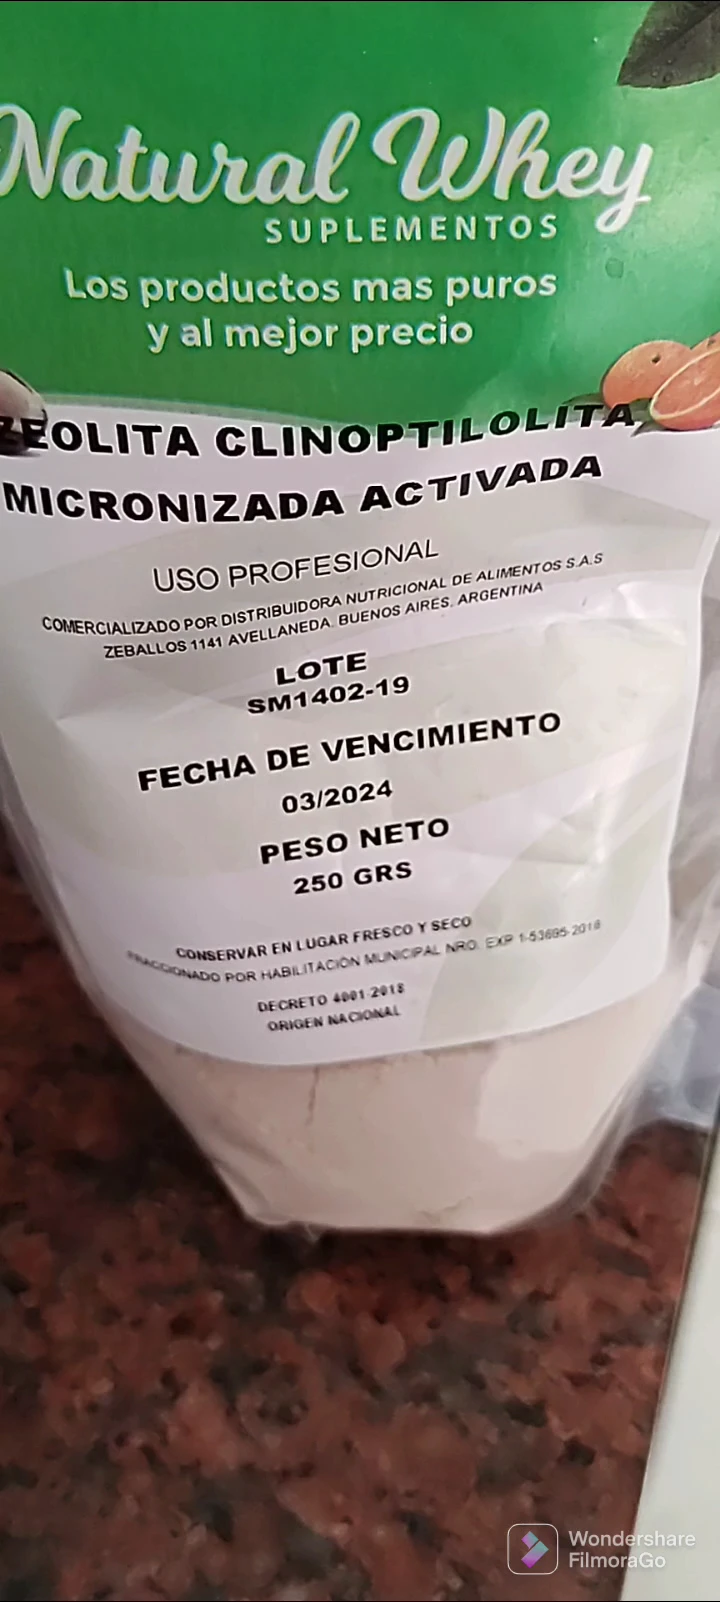 Natural Whey
SUPLEMENTOS
Los productos mas puros
y al mejor precio
ZEOLITA CLINOPTILOLITA
MICRONIZADA ACTIVADA
USO PROFESIONAL
COMERCIALIZADO POR DISTRIBUIDORA NUTRICIONAL DE ALIMENTOS S.A.S
ZEBALLOS 1141 AVELLANEDA. BUENOS AIRES. ARGENTINA
LOTE
SM1402-19
FECHA DE VENCIMIENTO
03/2024
PESO NETO
250 GRS
CONSERVAR EN LUGAR FRESCO Y SECO
FRACCIONADO POR HABILITACIÓN MUNICIPAL NRO. EXP 1-53695-2018
DECRETO 4001-2018
ORIGEN NACIONAL
Wondershare
FilmoraGo